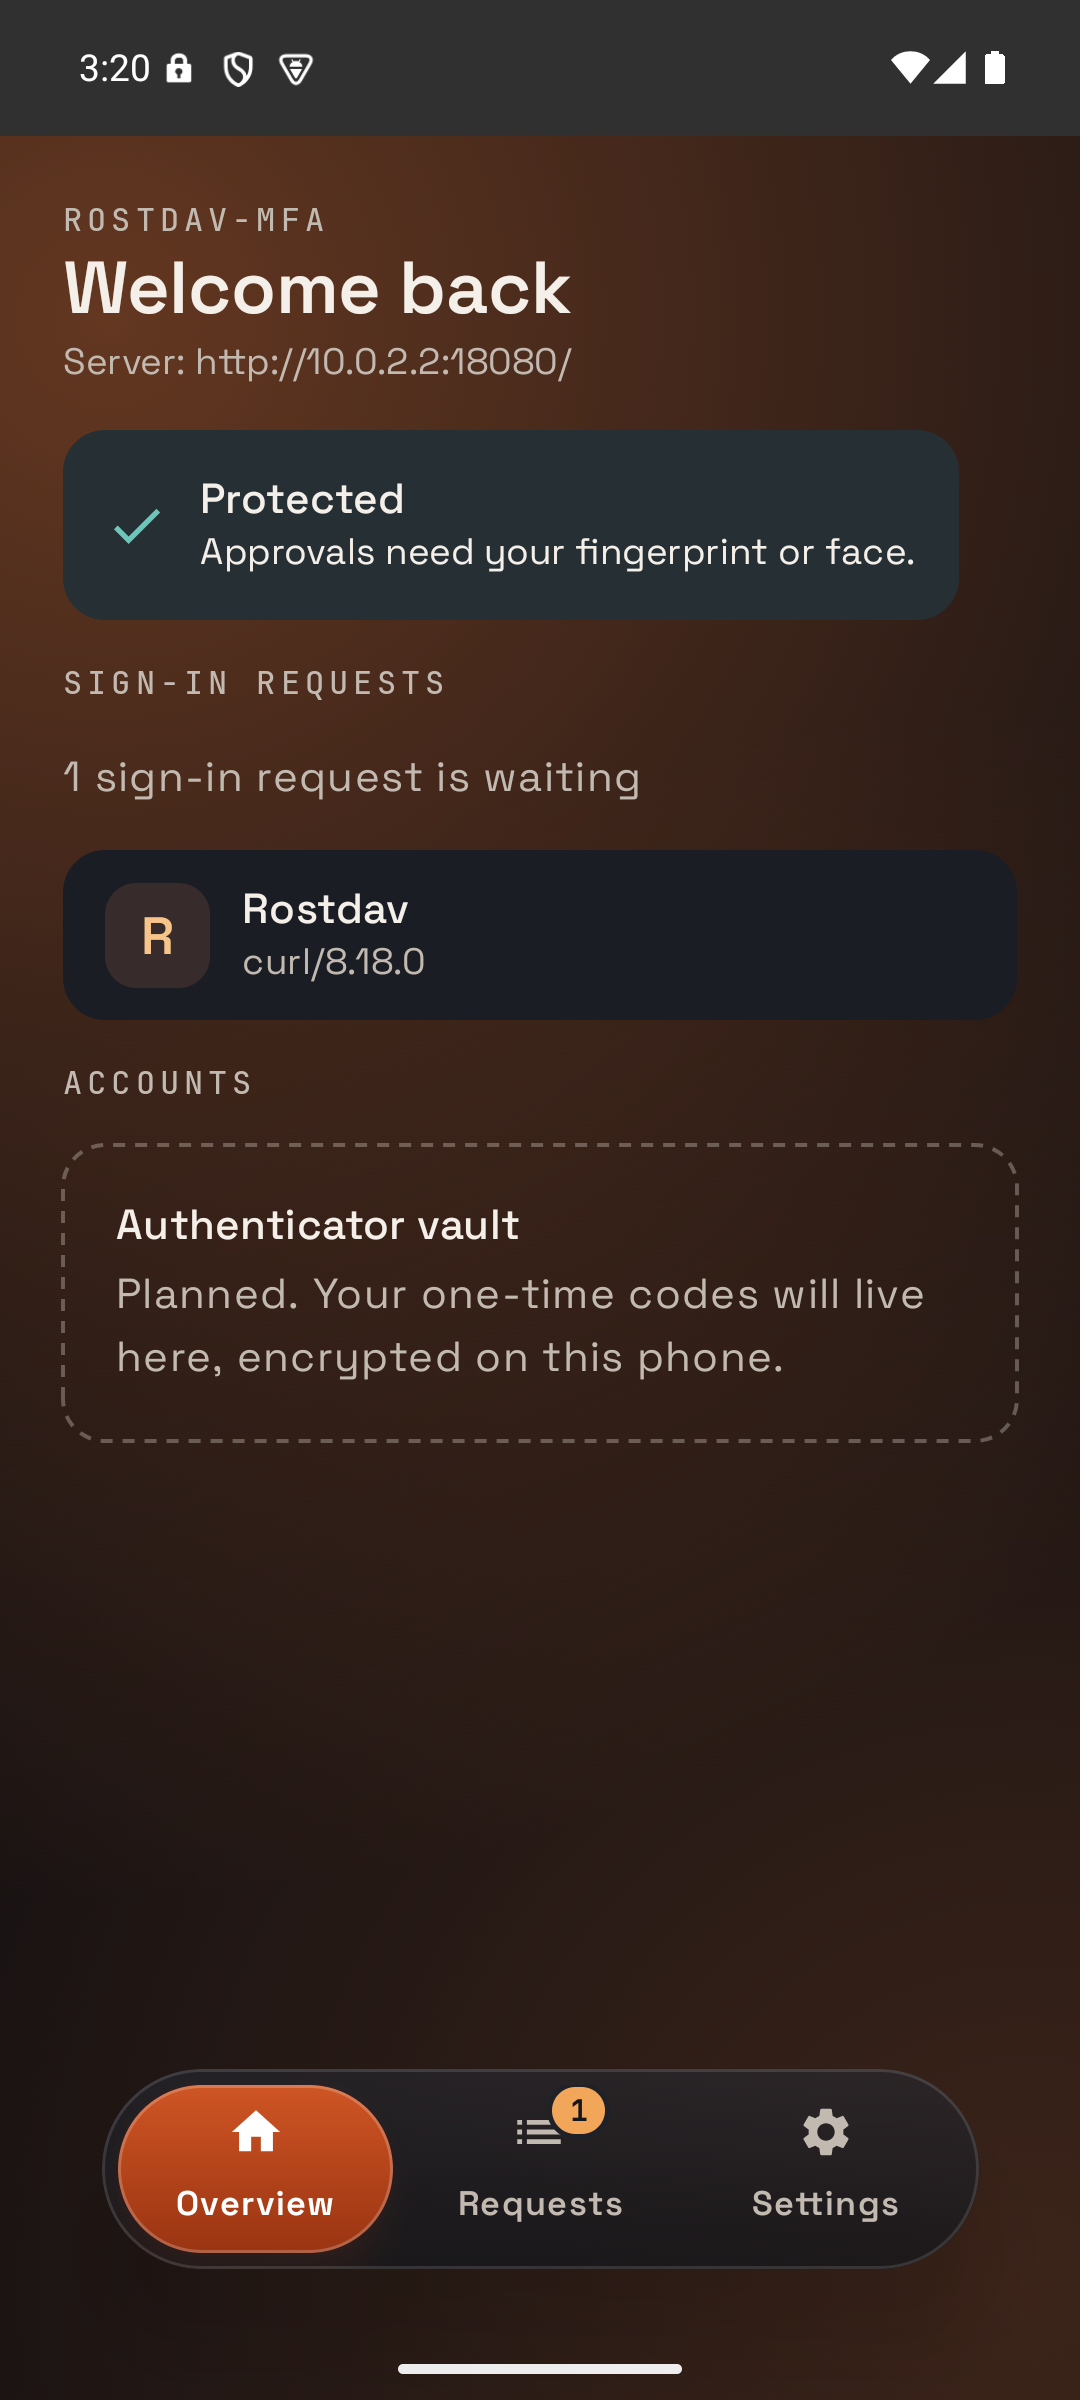 3:20
ROSTDAV-MFA
Welcome back
Server: http://10.0.2.2:18080/
Protected
Approvals need your fingerprint or face.
SIGN-IN REQUESTS
1 sign-in request is waiting
R
Rostdav
curl/8.18.0
ACCOUNTS
Authenticator vault
Planned. Your one-time codes will live
here, encrypted on this phone.
1
Overview
Requests
Settings